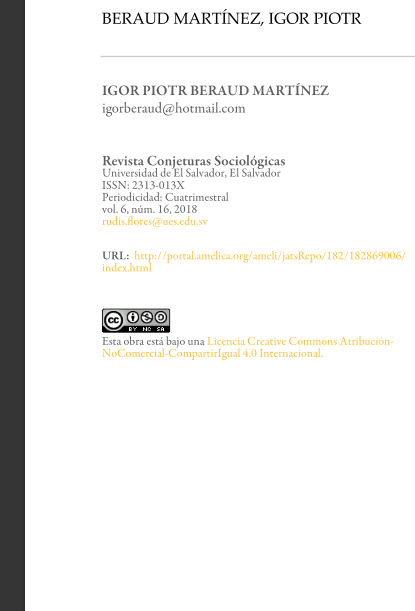 BERAUD MARTÍNEZ, IGOR PIOTR
IGOR PIOTR BERAUD MARTÍNEZ
igorberaud@hotmail.com
Revista Conjeturas Sociológicas
Universidad de El Salvador, El Salvador
ISSN: 2313-013X
Periodicidad: Cuatrimestral
vol. 6, núm. 16, 2018
rudis.flores@ues.edu.sv
URL: http://portal.amelica.org/ameli/jatsRepo/182/182869006/
index.html
cc
BY NC SA
Esta obra está bajo una Licencia Creative Commons Atribución-
NoComercial-CompartirIgual 4.0 Internacional.